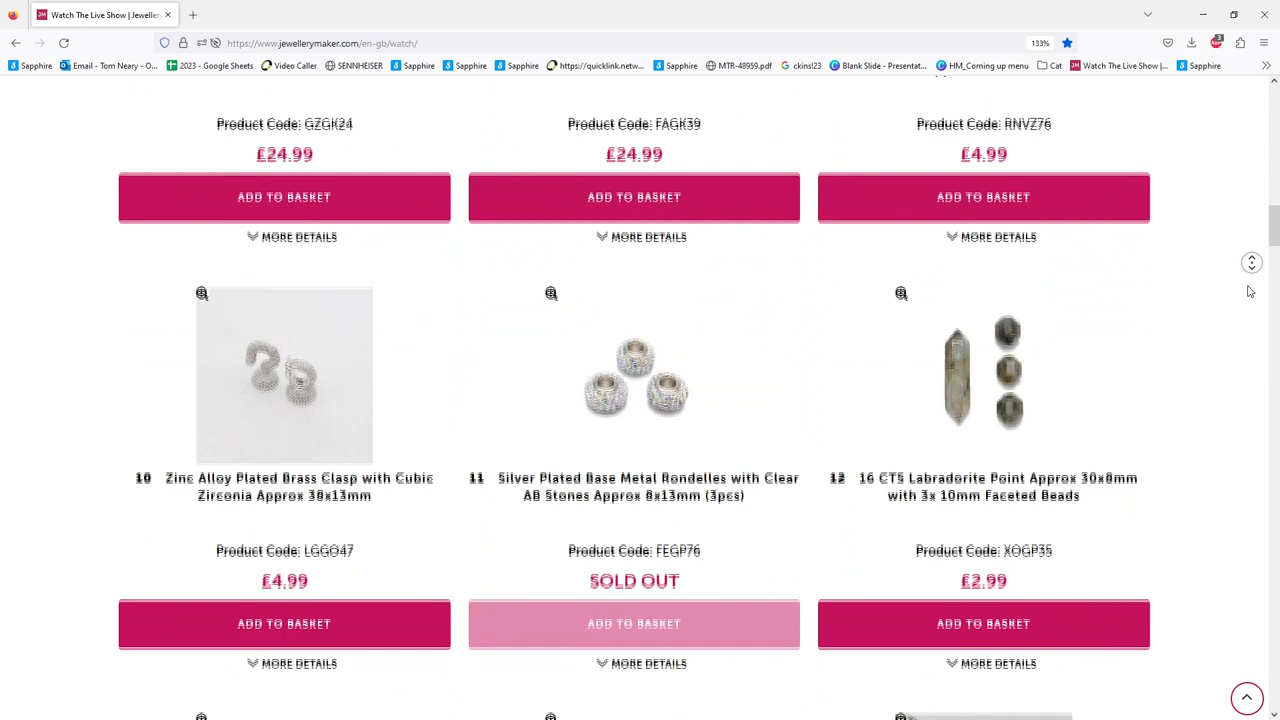 Watch The Live Show | Jeweller
https://www.jewellerymaker.com/en-gb/watch/
133%
3
Sapphire
Email - Tom Neary - O...
2023 - Google Sheets
Video Caller
SENNHEISER
Sapphire
Sapphire
Sapphire
https://quicklink.netw...
Sapphire
MTR-48959.pdf
ckins!23
Blank Slide - Presentat...
HM_Coming up menu
Cat
Watch The Live Show |...
Sapphire
Product Code: GZGK24
Product Code: FAGK39
Product Code: RNVZ76
£24.99
£24.99
£4.99
ADD TO BASKET
ADD TO BASKET
ADD TO BASKET
MORE DETAILS
MORE DETAILS
MORE DETAILS
10 Zinc Alloy Plated Brass Clasp with Cubic
Zirconia Approx 38x13mm
11 Silver Plated Base Metal Rondelles with Clear
AB Stones Approx 8x13mm (3pcs)
12 16 CTS Labradorite Point Approx 30x8mm
with 3x 10mm Faceted Beads
Product Code: LGGO47
Product Code: FEGP76
Product Code: XOGP35
£4.99
SOLD OUT
£2.99
ADD TO BASKET
ADD TO BASKET
ADD TO BASKET
MORE DETAILS
MORE DETAILS
MORE DETAILS